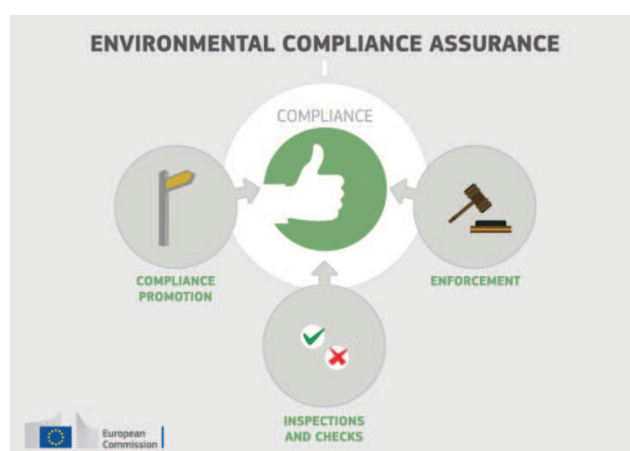 ENVIRONMENTAL COMPLIANCE ASSURANCE
COMPLIANCE
COMPLIANCE
PROMOTION
ENFORCEMENT
INSPECTIONS
AND CHECKS
European
Commission